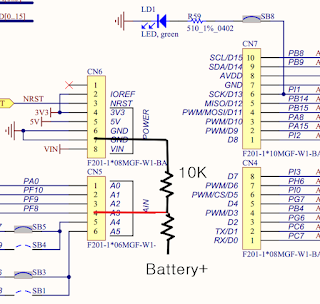 0..15]
LD1
LED, green
R59
510_1%_0402
SB8
CN7
SCL/D15 10 PB8
SDA/D14 9 PB9
AVDD 8
GND 7
SCK/D13 6 PI1
MISO/D12 5 PB14
PWM/MOSI/D11 4 PB15
PWM/D10 3 PA8
PWM/D9 2 PA15
D8 1 PI2
F201-1*10MGF-W1-BA
CN6
1
2 IOREF
NRST 3 NRST
3V3 4 3V3
5V 5 5V
6 GND
7 GND
VIN 8 VIN
POWER
F201-1*08MGF-W1-BA
10K
CN5
PA0 1 A0
PF10 2 A1
PF9 3 A2
PF8 4 A3
SB5 5 A4
6 A5
AIN
SB4
F201-1*06MGF-W1-
SB3
SB1
CN4
D7 8 PI3
PWM/D6 7 PH6
PWM/CS/D5 6 PI0
D4 5 PG7
PWM/D3 4 PB4
D2 3 PG6
TX/D1 2 PC6
RX/D0 1 PC7
F201-1*08MGF-W1-BA
Battery+